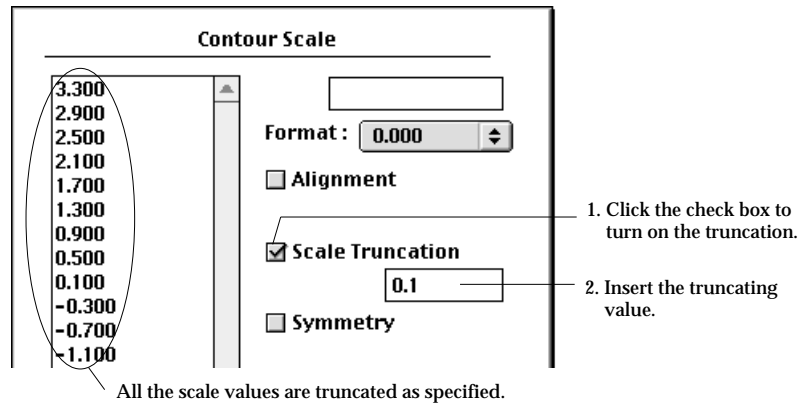 Contour Scale
3.300
2.900
2.500
2.100
1.700
1.300
0.900
0.500
0.100
-0.300
-0.700
-1.100
Format : 0.000
Alignment
Scale Truncation
0.1
Symmetry
1. Click the check box to
turn on the truncation.
2. Insert the truncating
value.
All the scale values are truncated as specified.